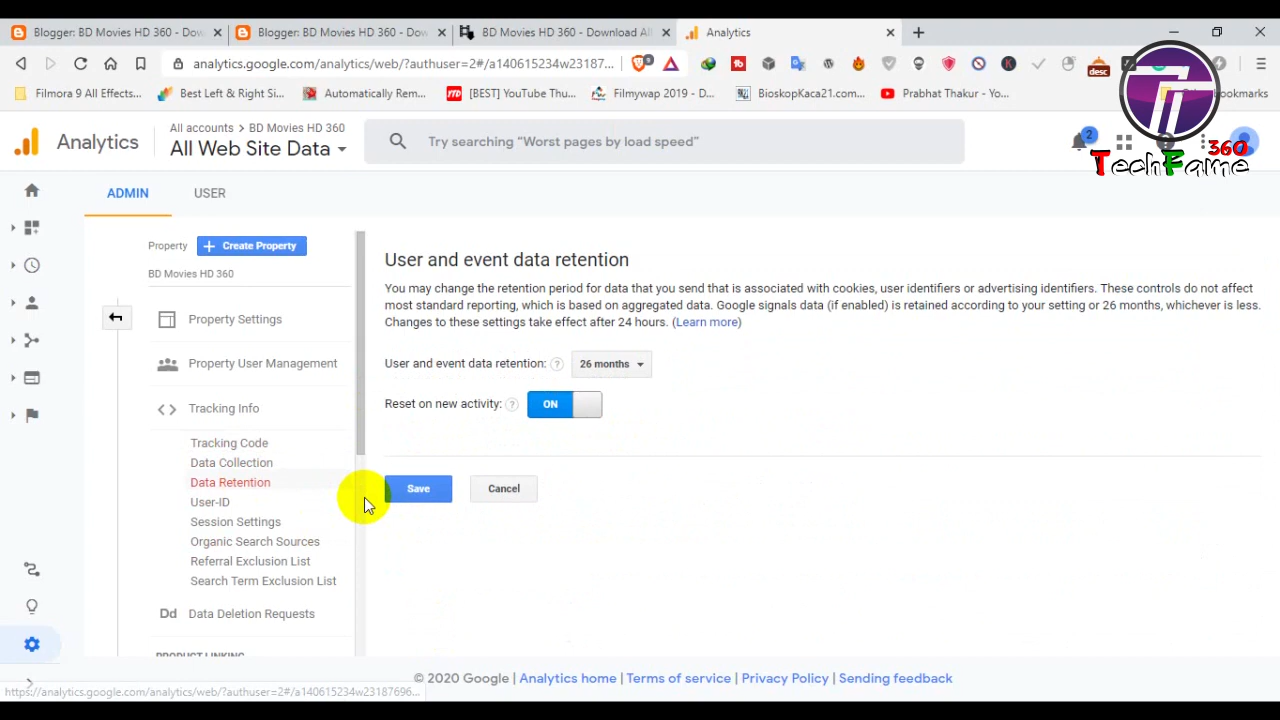 Blogger: BD Movies HD 360 - Dow
Blogger: BD Movies HD 360 - Dow
BD Movies HD 360 - Download All
Analytics
analytics.google.com/analytics/web/?authuser=2#/a140615234w23187...
Filmora 9 All Effects...
Best Left & Right Si...
Automatically Rem...
[BEST] YouTube Thu...
Filmywap 2019 - D...
BioskopKaca21.com...
Prabhat Thakur - Yo...
ookmarks
desc
TechFame
360
Analytics
All accounts > BD Movies HD 360
All Web Site Data
Try searching “Worst pages by load speed”
2
ADMIN
USER
Property
+ Create Property
BD Movies HD 360
Property Settings
Property User Management
Tracking Info
Tracking Code
Data Collection
Data Retention
User-ID
Session Settings
Organic Search Sources
Referral Exclusion List
Search Term Exclusion List
Dd Data Deletion Requests
PRODUCT LINKING
User and event data retention
You may change the retention period for data that you send that is associated with cookies, user identifiers or advertising identifiers. These controls do not affect
most standard reporting, which is based on aggregated data. Google signals data (if enabled) is retained according to your setting or 26 months, whichever is less.
Changes to these settings take effect after 24 hours. (Learn more)
User and event data retention: ? 26 months
Reset on new activity: ? ON
Save
Cancel
© 2020 Google | Analytics home | Terms of service | Privacy Policy | Sending feedback
https://analytics.google.com/analytics/web/?authuser=2#/a140615234w23187696...